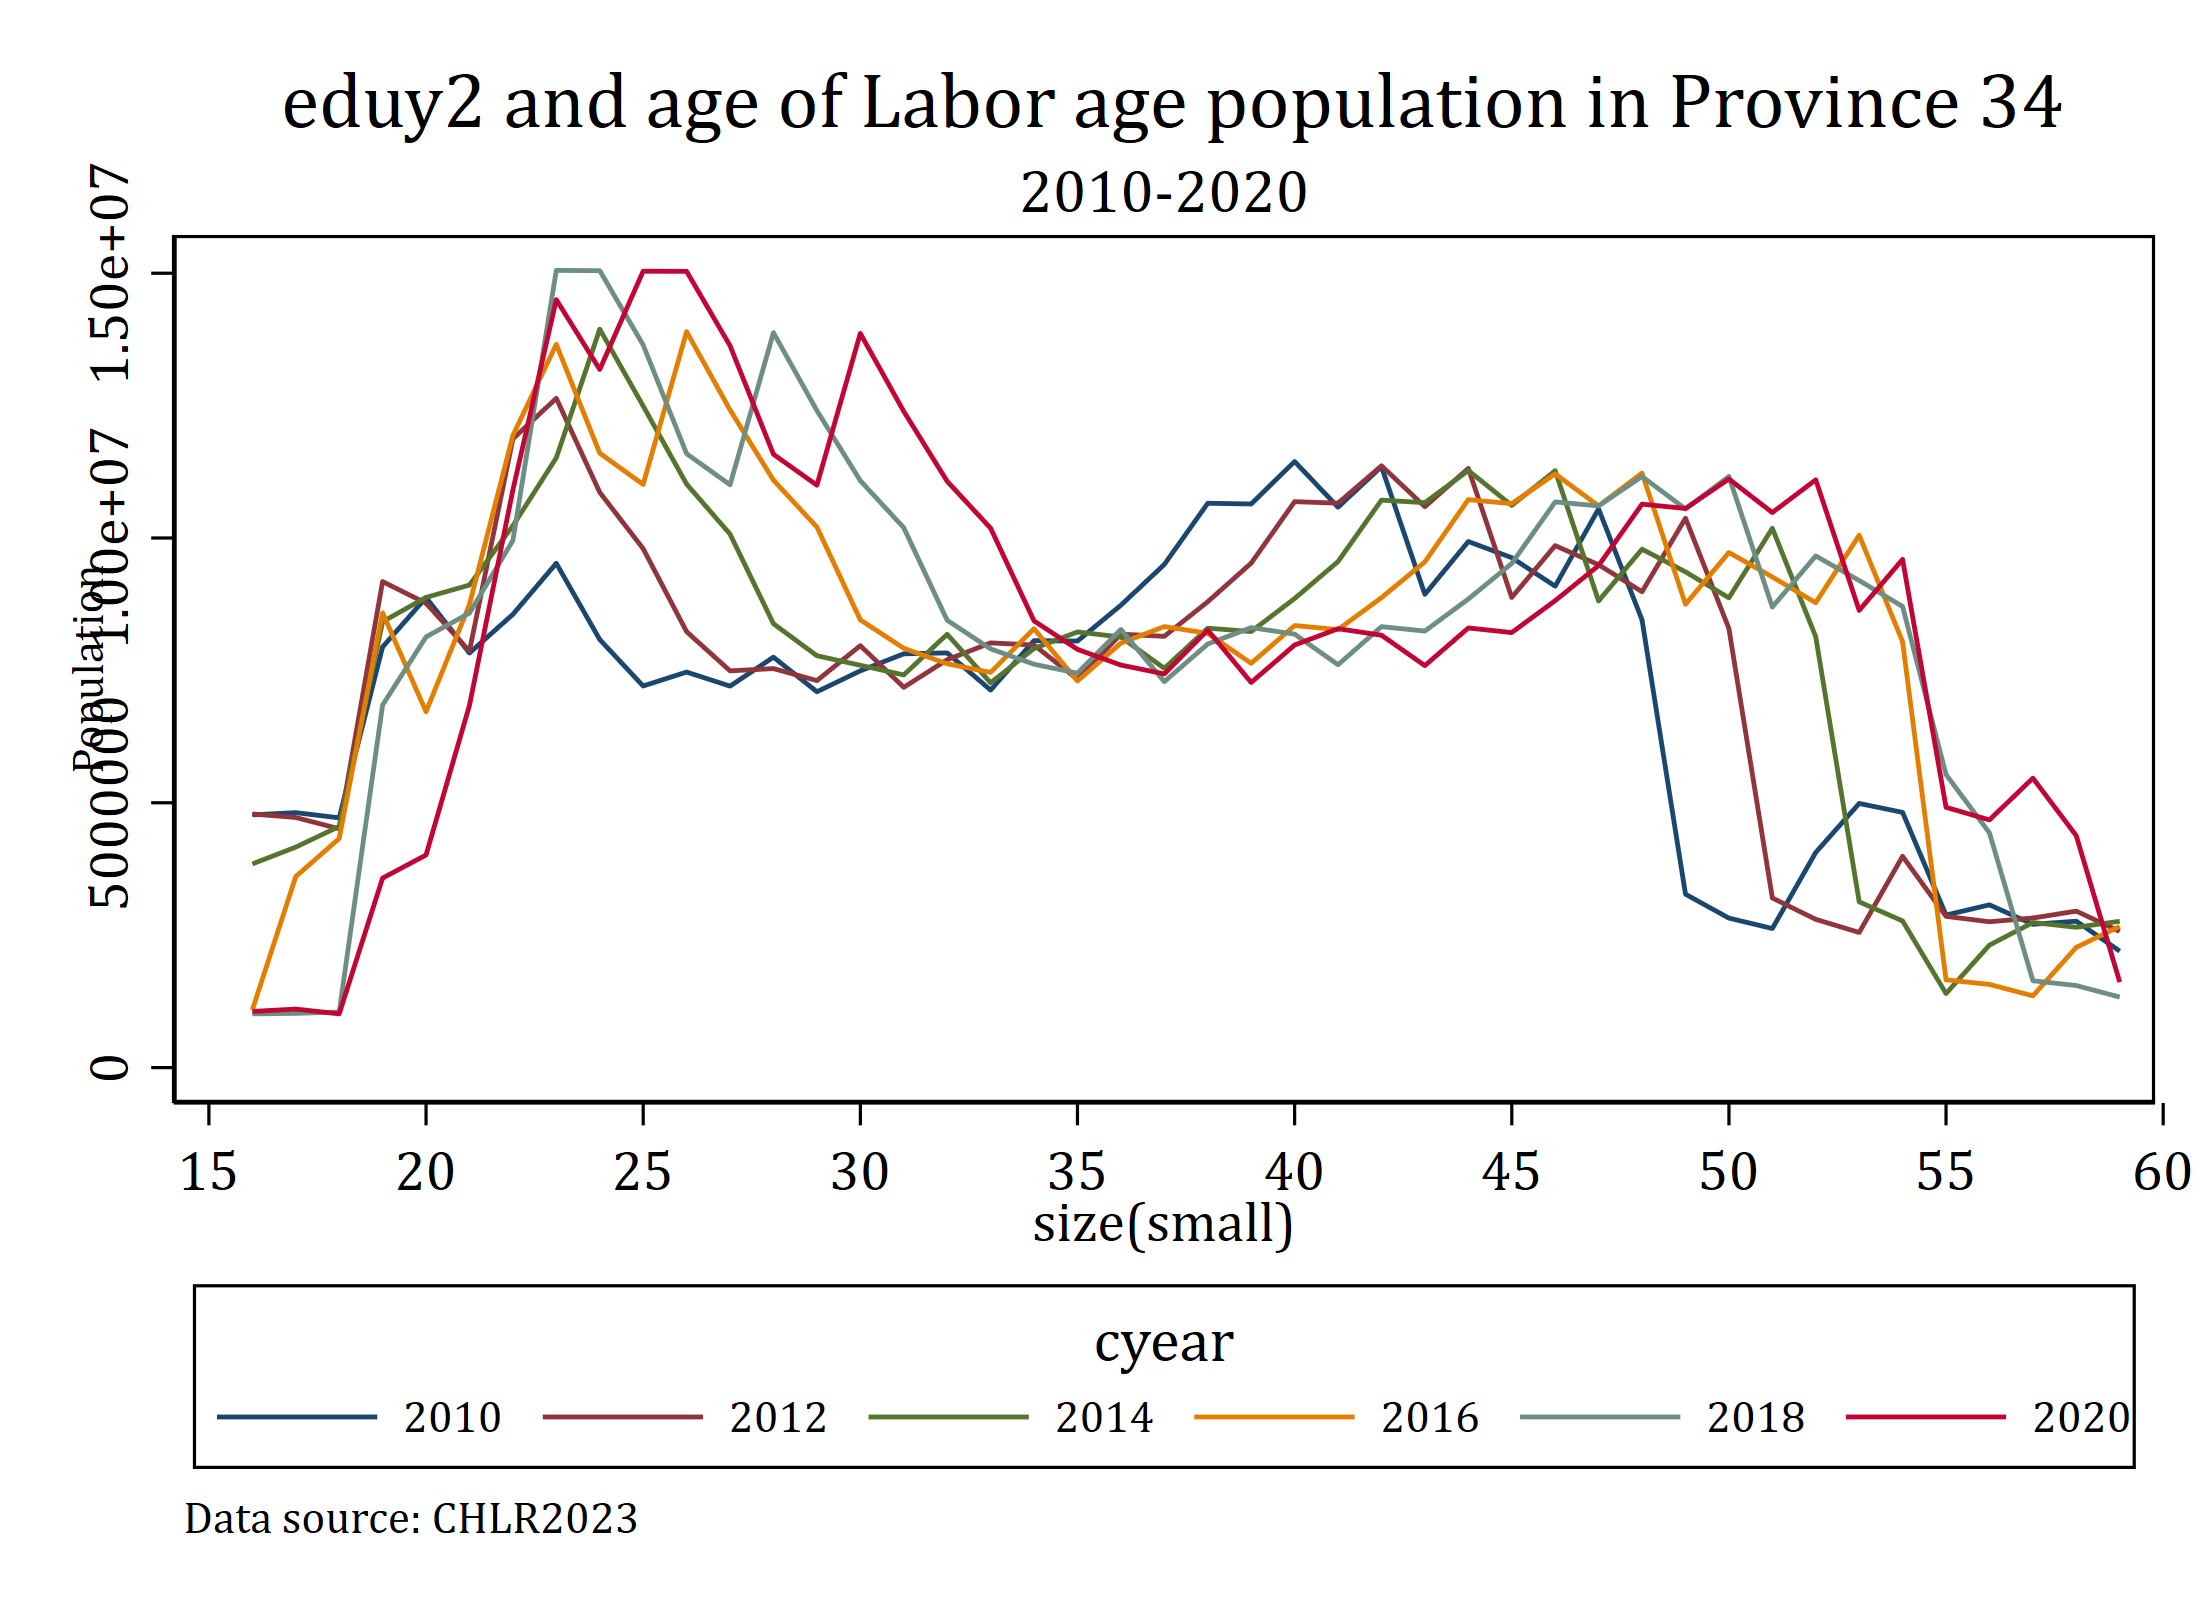 eduy2 and age of Labor age population in Province 34
2010-2020
Population
1.50e+07
1.00e+07
5000000
0
15 20 25 30 35 40 45 50 55 60
size(small)
cyear
2010 2012 2014 2016 2018 2020
Data source: CHLR2023